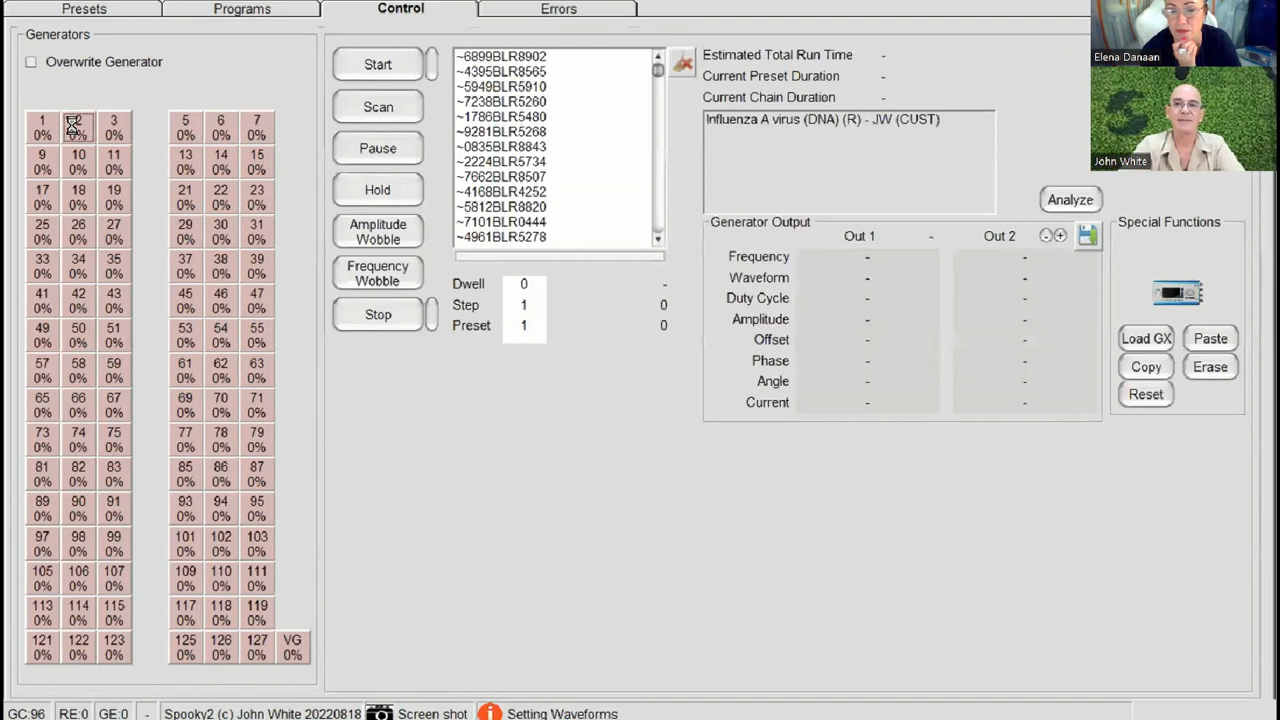 Presets Programs Control Errors
Generators
Overwrite Generator
1 2 3 5 6 7
0% 0% 0% 0% 0% 0%
9 10 11 13 14 15
0% 0% 0% 0% 0% 0%
17 18 19 21 22 23
0% 0% 0% 0% 0% 0%
25 26 27 29 30 31
0% 0% 0% 0% 0% 0%
33 34 35 37 38 39
0% 0% 0% 0% 0% 0%
41 42 43 45 46 47
0% 0% 0% 0% 0% 0%
49 50 51 53 54 55
0% 0% 0% 0% 0% 0%
57 58 59 61 62 63
0% 0% 0% 0% 0% 0%
65 66 67 69 70 71
0% 0% 0% 0% 0% 0%
73 74 75 77 78 79
0% 0% 0% 0% 0% 0%
81 82 83 85 86 87
0% 0% 0% 0% 0% 0%
89 90 91 93 94 95
0% 0% 0% 0% 0% 0%
97 98 99 101 102 103
0% 0% 0% 0% 0% 0%
105 106 107 109 110 111
0% 0% 0% 0% 0% 0%
113 114 115 117 118 119
0% 0% 0% 0% 0% 0%
121 122 123 125 126 127 VG
0% 0% 0% 0% 0% 0% 0%
Start
Scan
Pause
Hold
Amplitude
Wobble
Frequency
Wobble
Stop
~6899BLR8902
~4395BLR8565
~5949BLR5910
~7238BLR5260
~1786BLR5480
~9281BLR5268
~0835BLR8843
~2224BLR5734
~7662BLR8507
~4168BLR4252
~5812BLR8820
~7101BLR0444
~4961BLR5278
Dwell 0 -
Step 1 0
Preset 1 0
Estimated Total Run Time -
Current Preset Duration -
Current Chain Duration -
Influenza A virus (DNA) (R) - JW (CUST)
Analyze
Generator Output Out 1 - Out 2 - +
Frequency - -
Waveform - -
Duty Cycle - -
Amplitude - -
Offset - -
Phase - -
Angle - -
Current - -
Special Functions
Load GX Paste
Copy Erase
Reset
Elena Danaan
John White
GC:96 RE:0 GE:0 - Spooky2 (c) John White 20220818 Screen shot Setting Waveforms